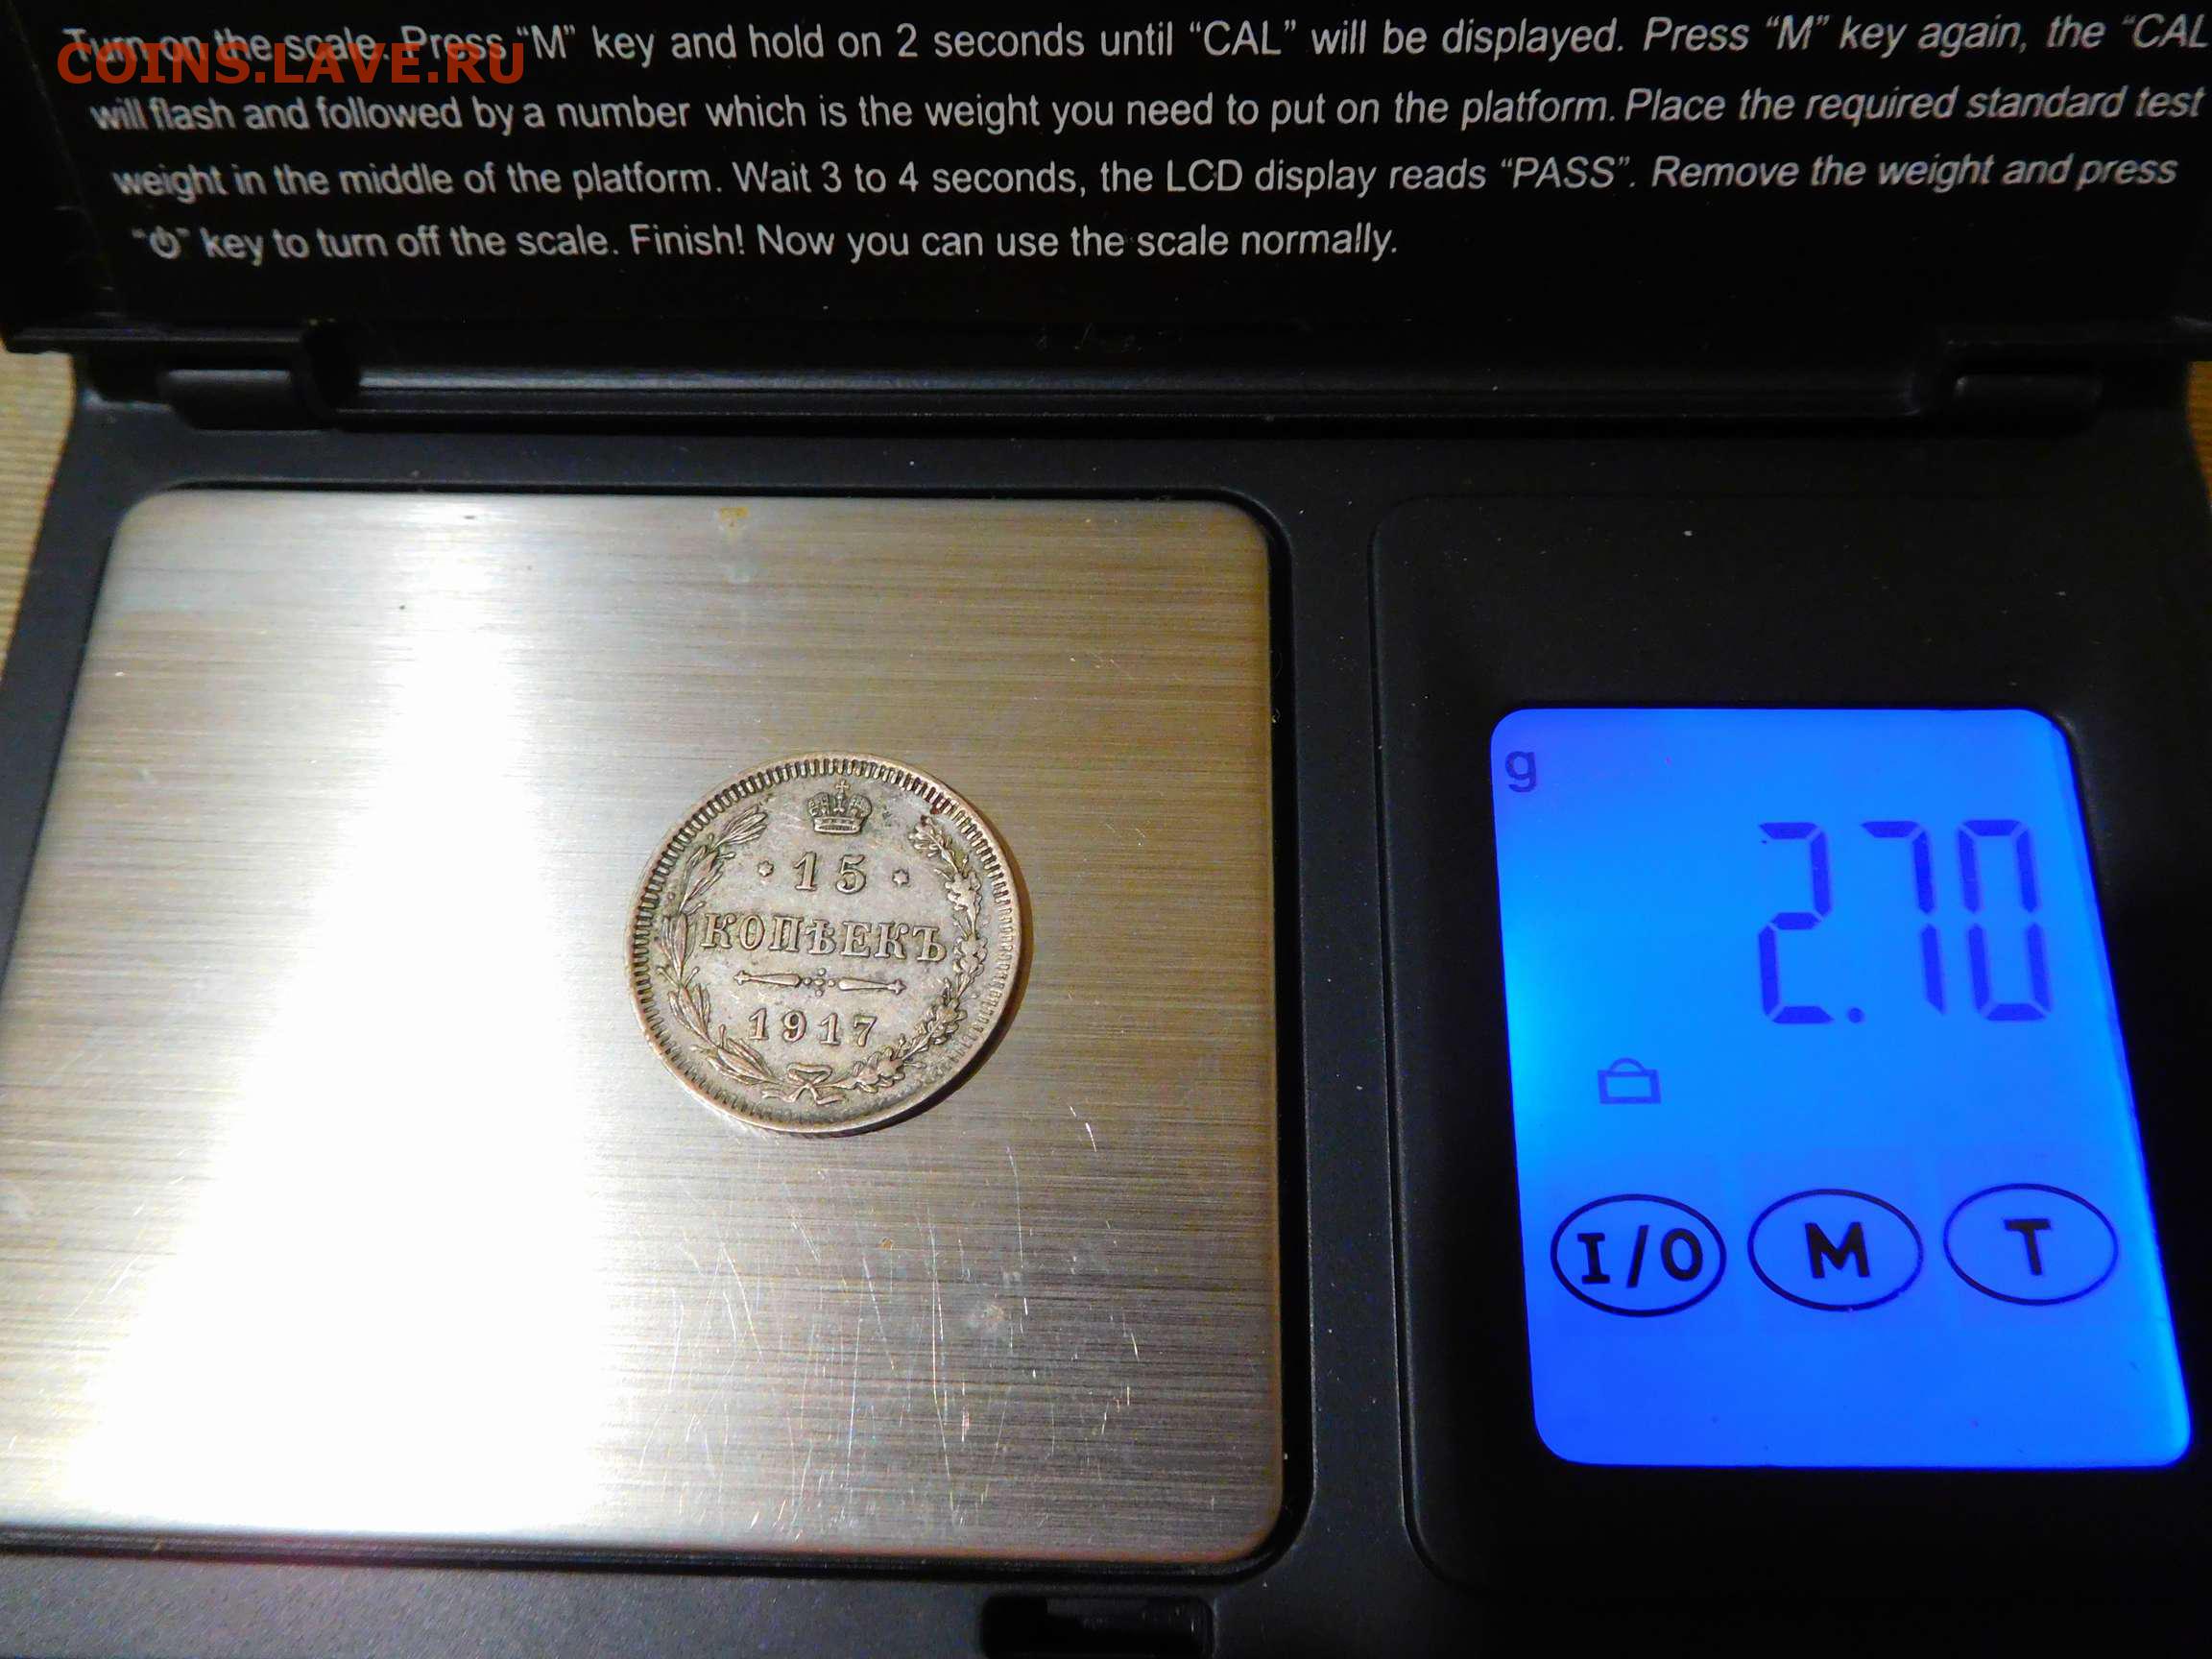 Turn on the scale. Press “M” key and hold on 2 seconds until “CAL” will be displayed. Press “M” key again, the “CAL
COINS.LAVE.RU
will flash and followed by a number which is the weight you need to put on the platform. Place the required standard test
weight in the middle of the platform. Wait 3 to 4 seconds, the LCD display reads “PASS”. Remove the weight and press
“⏻” key to turn off the scale. Finish! Now you can use the scale normally.
g
2.70
15
КОПѢЕКЪ
1917
I/O M T